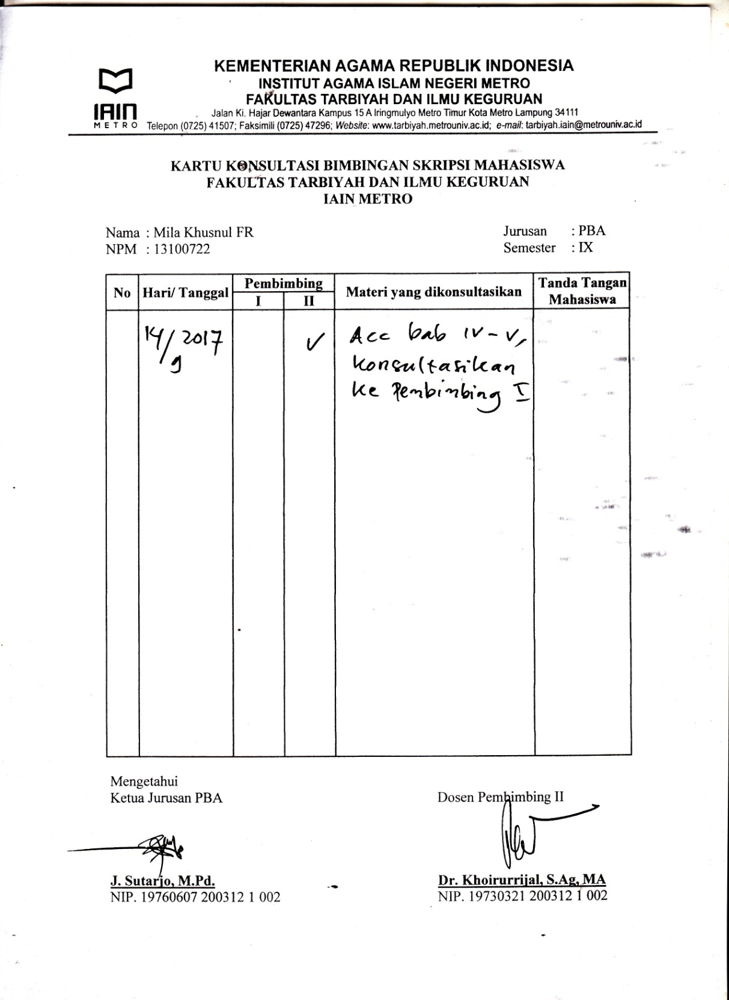 KEMENTERIAN AGAMA REPUBLIK INDONESIA
INSTITUT AGAMA ISLAM NEGERI METRO
FAKULTAS TARBIYAH DAN ILMU KEGURUAN
Jalan Ki. Hajar Dewantara Kampus 15 A Iringmulyo Metro Timur Kota Metro Lampung 34111
Telepon (0725) 41507; Faksimili (0725) 47296; Website: www.tarbiyah.metrouniv.ac.id; e-mail: tarbiyah.iain@metrouniv.ac.id
IAIN
METRO
KARTU KONSULTASI BIMBINGAN SKRIPSI MAHASISWA
FAKULTAS TARBIYAH DAN ILMU KEGURUAN
IAIN METRO
Nama : Mila Khusnul FR
NPM : 13100722
Jurusan : PBA
Semester : IX
No
Hari/ Tanggal
Pembimbing
I
II
Materi yang dikonsultasikan
Tanda Tangan
Mahasiswa
14/9 2017
✓
Acc bab IV-V,
Konsultasikan
ke Pembimbing I
Mengetahui
Ketua Jurusan PBA
J. Sutarjo, M.Pd.
NIP. 19760607 200312 1 002
Dosen Pembimbing II
Dr. Khoirurrijal, S.Ag, MA
NIP. 19730321 200312 1 002